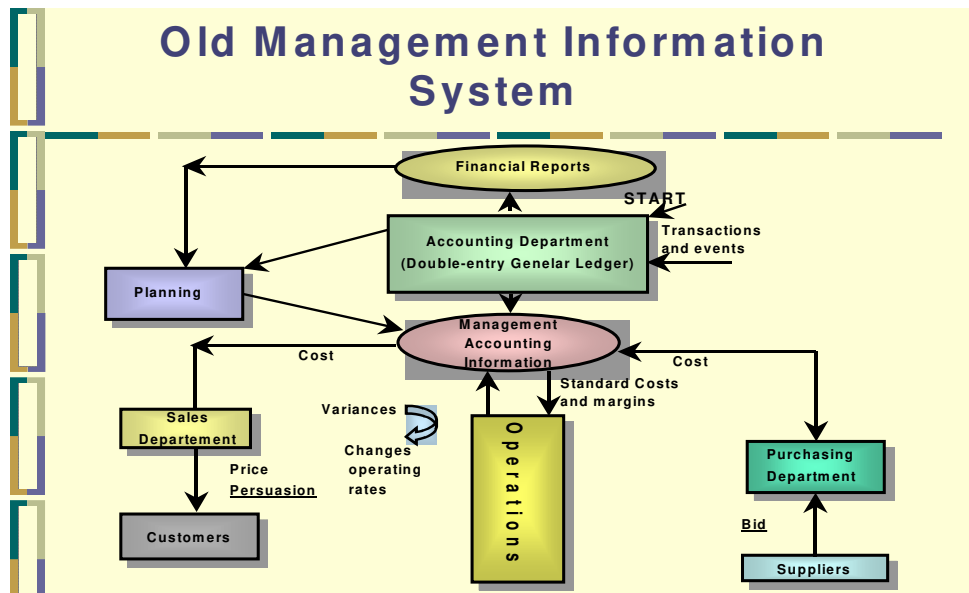 Old Management Information
System
Financial Reports
START
Transactions
and events
Accounting Department
(Double-entry Genelar Ledger)
Planning
Management
Accounting
Information
Cost
Cost
Standard Costs
and margins
Sales
Departement
Variances
Changes
operating
rates
Operations
Purchasing
Department
Price
Persuasion
Bid
Customers
Suppliers